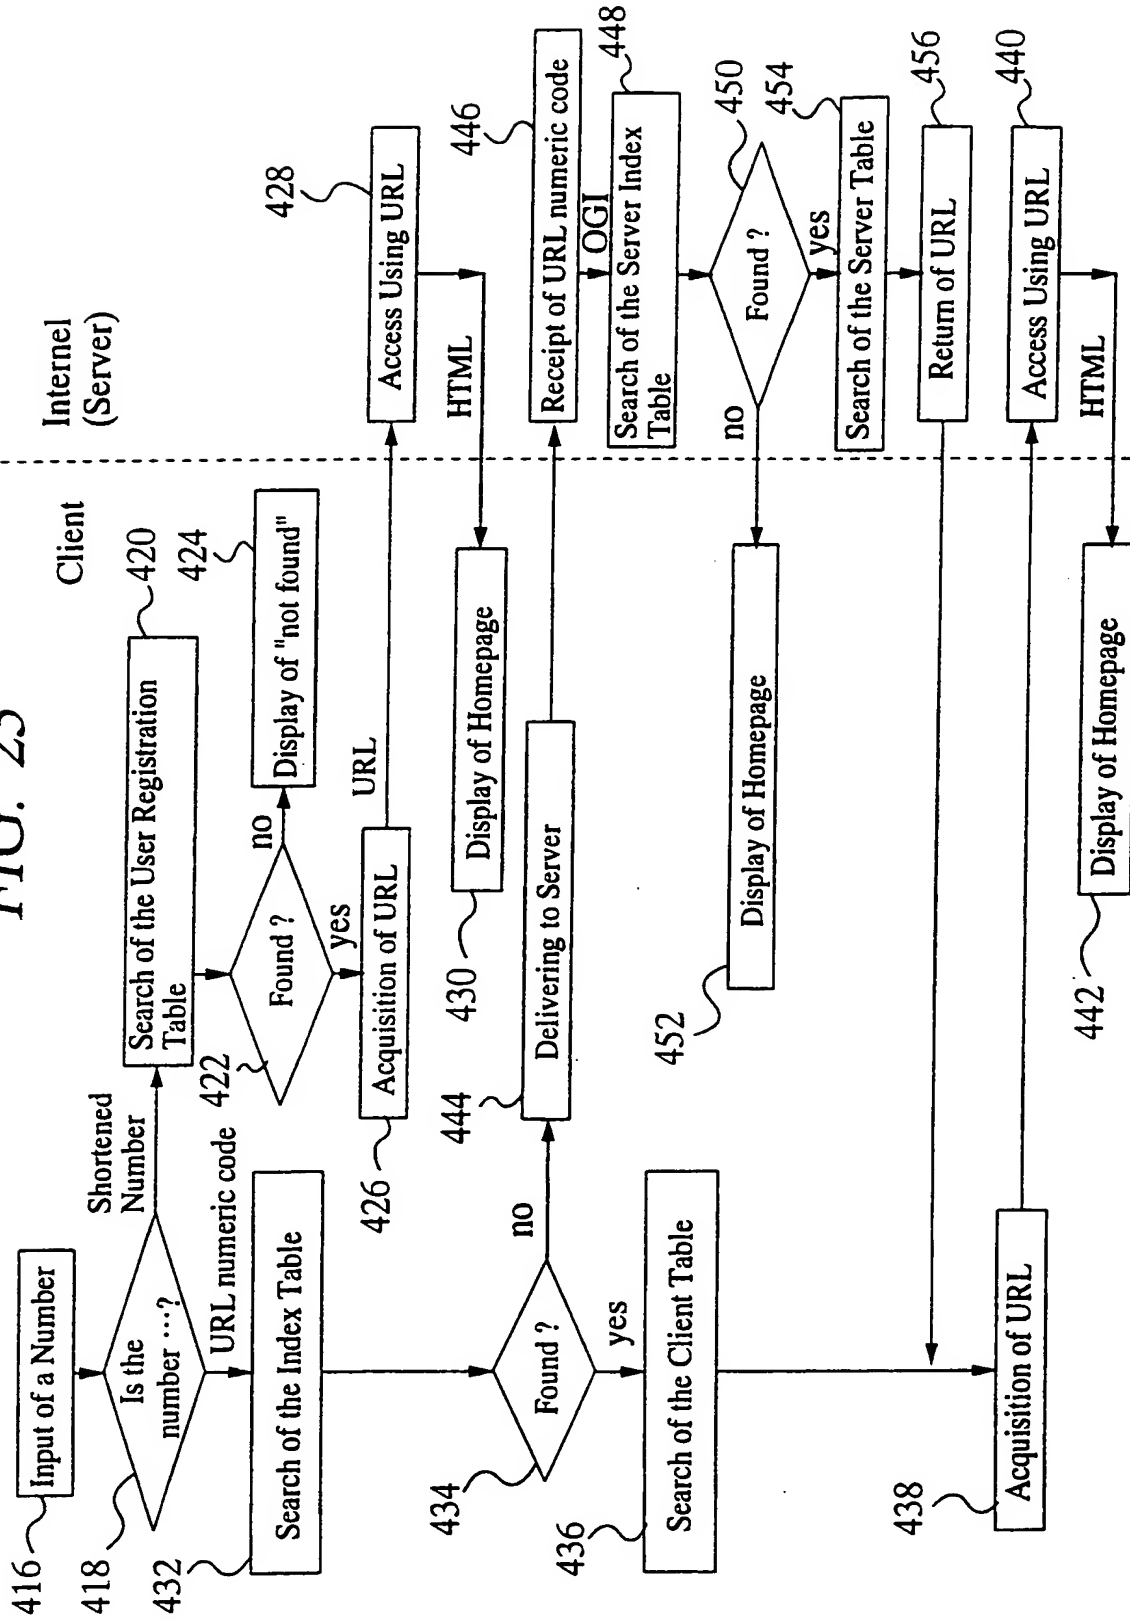 FIG. 25
Client
Internel
(Server)
416
Input of a Number
418
Is the
number ···?
Shortened
Number
URL numeric code
420
Search of the User Registration
Table
422
Found ?
no
424
Display of "not found"
yes
426
Acquisition of URL
URL
428
Access Using URL
HTML
430
Display of Homepage
432
Search of the Index Table
434
Found ?
no
444
Delivering to Server
446
Receipt of URL numeric code
OGI
448
Search of the Server Index
Table
450
Found ?
no
452
Display of Homepage
yes
454
Search of the Server Table
456
Return of URL
yes
436
Search of the Client Table
438
Acquisition of URL
440
Access Using URL
HTML
442
Display of Homepage